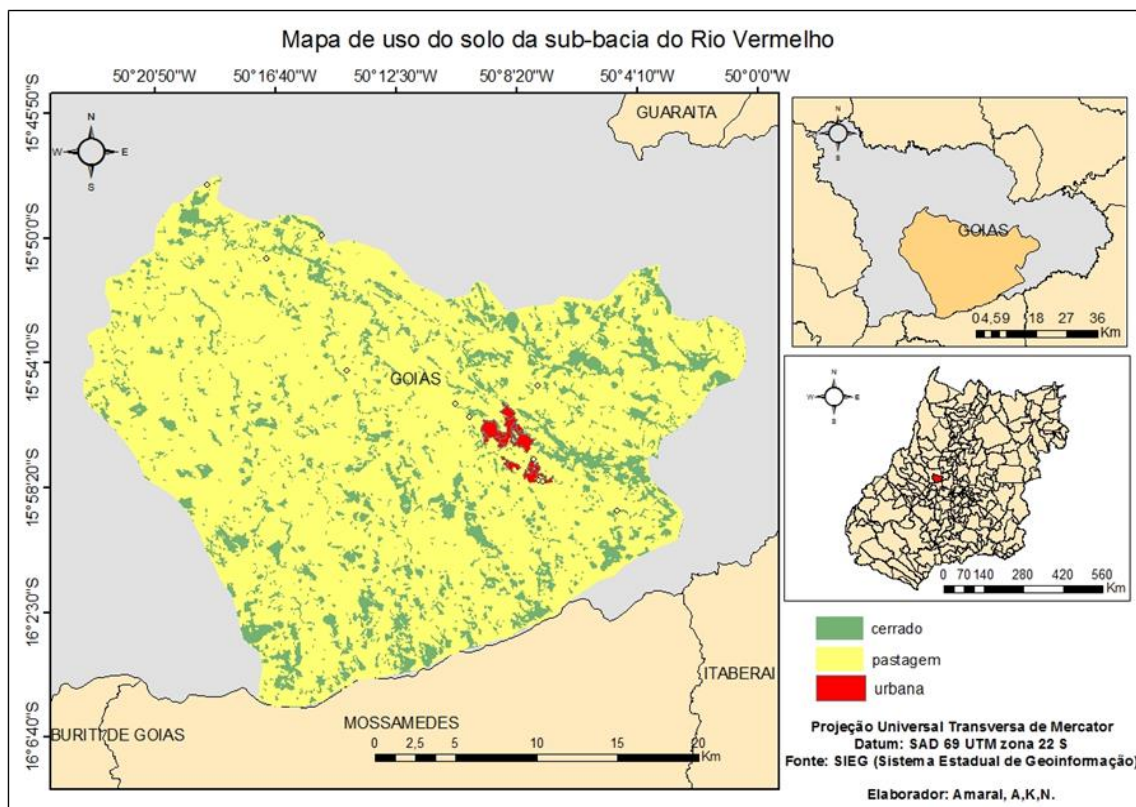 Mapa de uso do solo da sub-bacia do Rio Vermelho
50°20'50"W 50°16'40"W 50°12'30"W 50°8'20"W 50°4'10"W 50°0'0"W
15°45'50"S
15°50'0"S
15°54'10"S
15°58'20"S
16°2'30"S
16°6'40"S
N
W E
S
GUARAITA
GOIAS
ITABERAI
MOSSAMEDES
BURITI DE GOIAS
0 2,5 5 10 15 20
Km
N
W E
S
GOIAS
0 4,5 9 18 27 36
Km
N
W E
S
0 70 140 280 420 560
Km
cerrado
pastagem
urbana
Projeção Universal Transversa de Mercator
Datum: SAD 69 UTM zona 22 S
Fonte: SIEG (Sistema Estadual de Geoinformação)
Elaborador: Amaral, A,K,N.